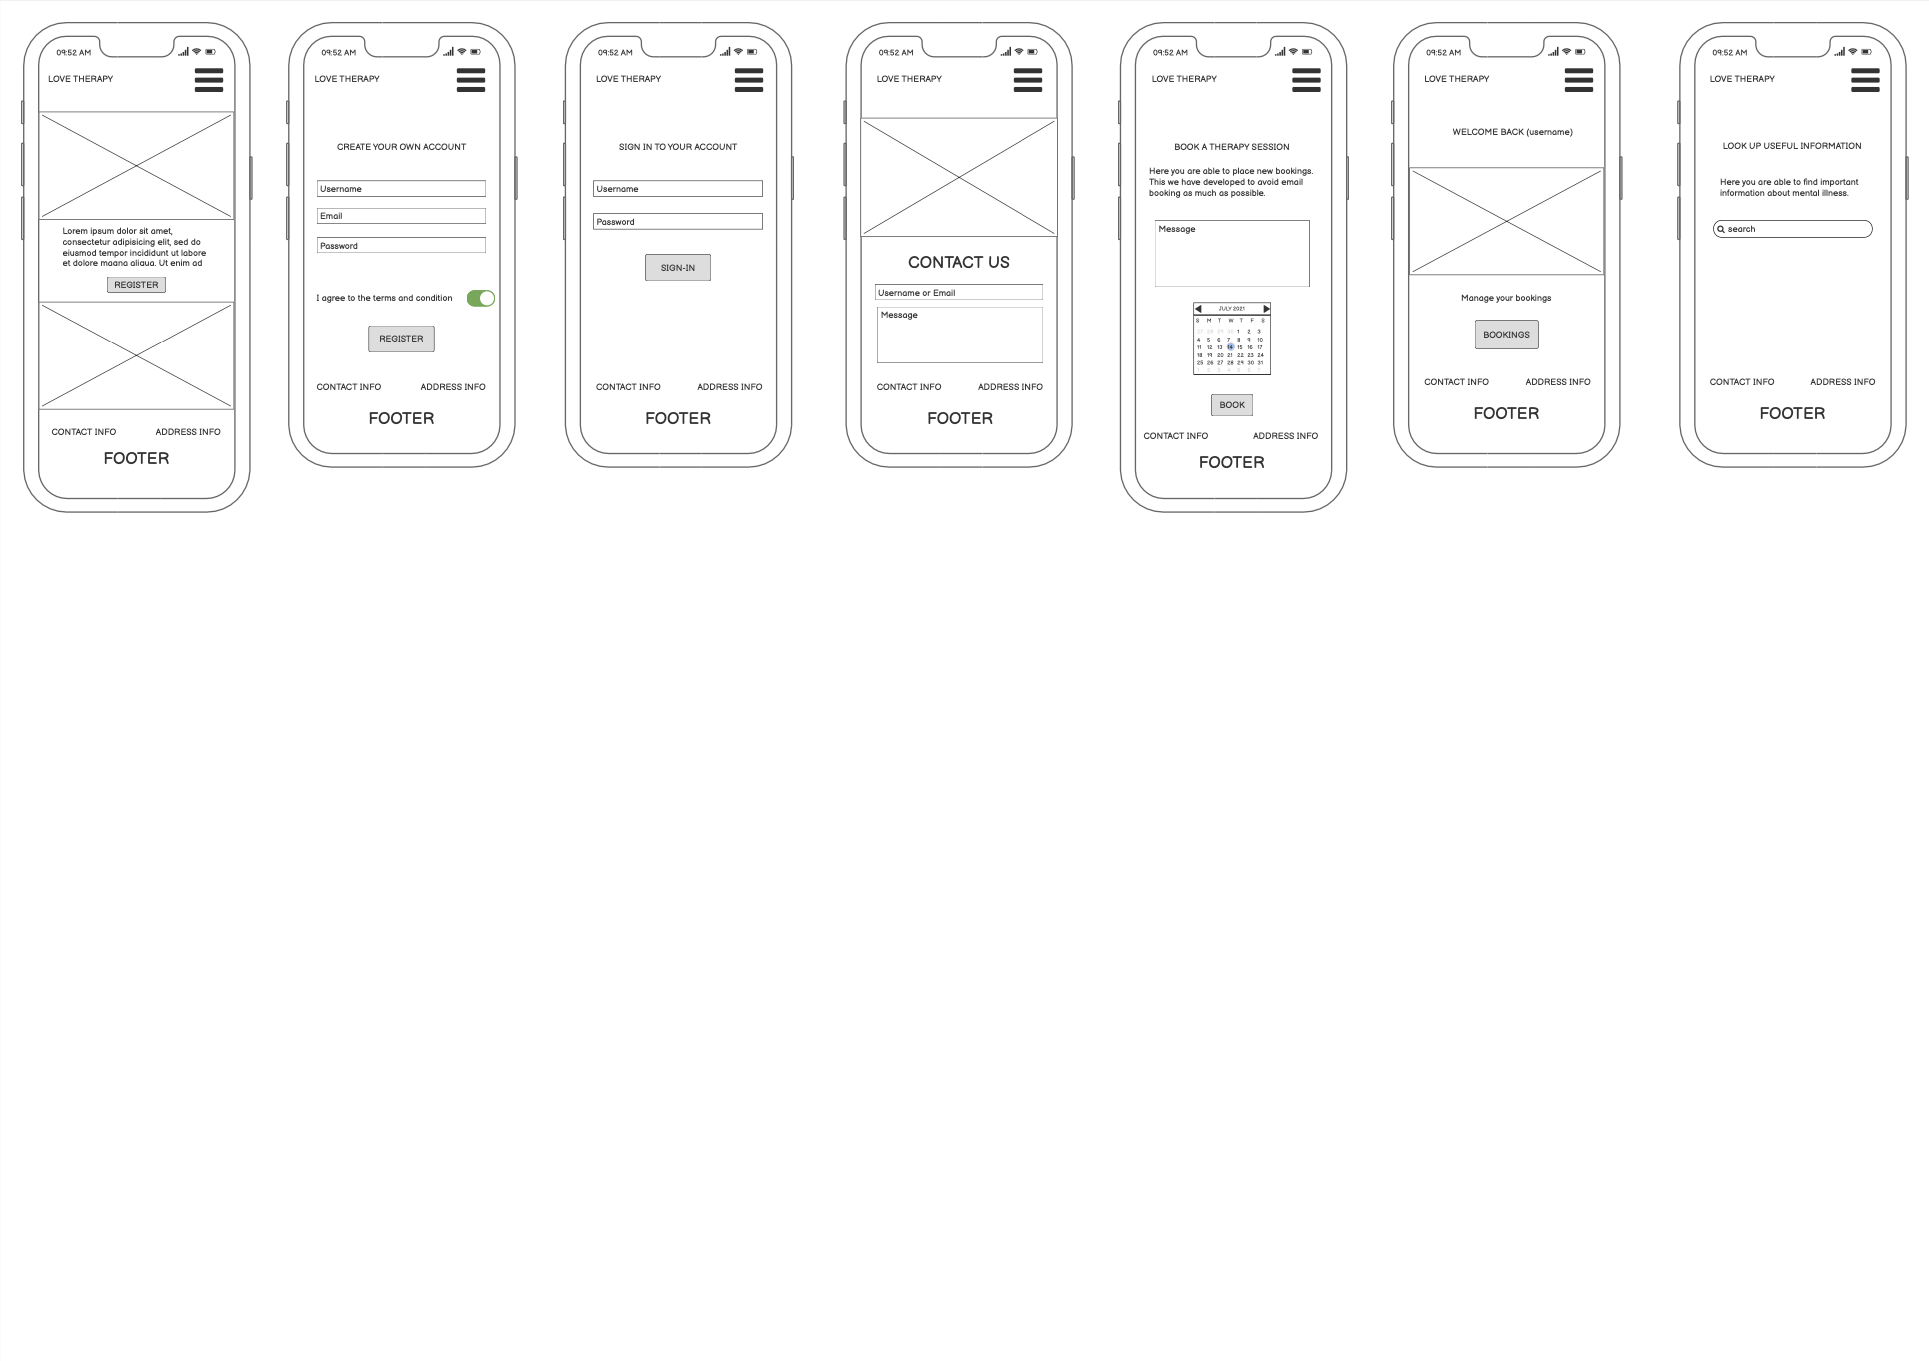 09:52 AM
LOVE THERAPY
Lorem ipsum dolor sit amet,
consectetur adipisicing elit, sed do
eiusmod tempor incididunt ut labore
et dolore magna aliqua. Ut enim ad
REGISTER
CONTACT INFO ADDRESS INFO
FOOTER
09:52 AM
LOVE THERAPY
CREATE YOUR OWN ACCOUNT
Username
Email
Password
I agree to the terms and condition
REGISTER
CONTACT INFO ADDRESS INFO
FOOTER
09:52 AM
LOVE THERAPY
SIGN IN TO YOUR ACCOUNT
Username
Password
SIGN-IN
CONTACT INFO ADDRESS INFO
FOOTER
09:52 AM
LOVE THERAPY
CONTACT US
Username or Email
Message
CONTACT INFO ADDRESS INFO
FOOTER
09:52 AM
LOVE THERAPY
BOOK A THERAPY SESSION
Here you are able to place new bookings.
This we have developed to avoid email
booking as much as possible.
Message
JULY 2021
S M T W T F S
27 28 29 30 1 2 3
4 5 6 7 8 9 10
11 12 13 14 15 16 17
18 19 20 21 22 23 24
25 26 27 28 29 30 31
1 2 3 4 5 6 7
BOOK
CONTACT INFO ADDRESS INFO
FOOTER
09:52 AM
LOVE THERAPY
WELCOME BACK (username)
Manage your bookings
BOOKINGS
CONTACT INFO ADDRESS INFO
FOOTER
09:52 AM
LOVE THERAPY
LOOK UP USEFUL INFORMATION
Here you are able to find important
information about mental illness.
search
CONTACT INFO ADDRESS INFO
FOOTER